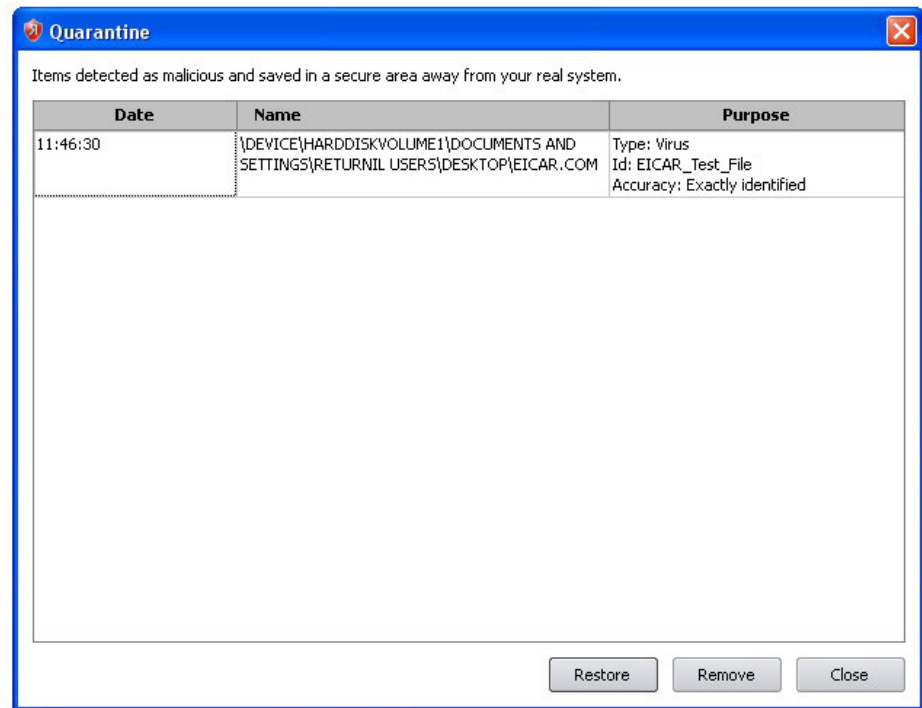 Quarantine
Items detected as malicious and saved in a secure area away from your real system.
Date Name Purpose
11:46:30
\DEVICE\HARDDISKVOLUME1\DOCUMENTS AND
SETTINGS\RETURNIL USERS\DESKTOP\EICAR.COM
Type: Virus
Id: EICAR_Test_File
Accuracy: Exactly identified
Restore Remove Close